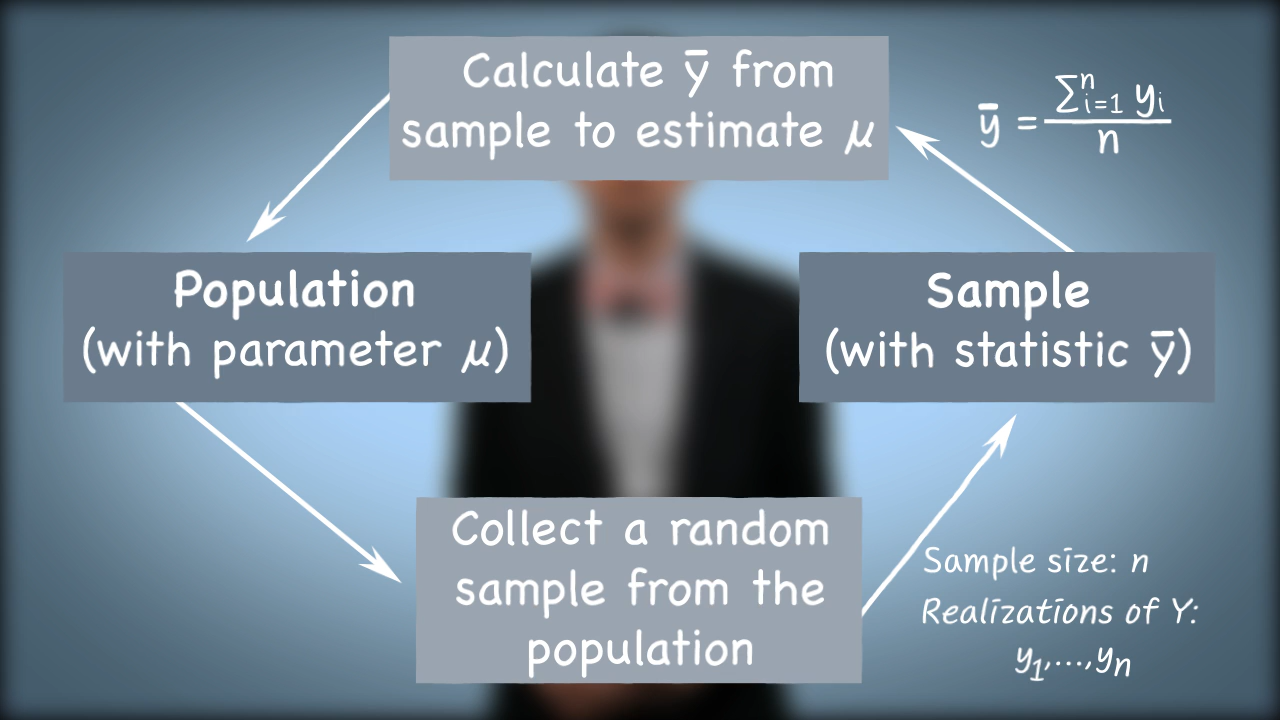 Calculate ȳ from
sample to estimate μ
ȳ = ∑ⁿᵢ₌₁ yᵢ / n
Population
(with parameter μ)
Sample
(with statistic ȳ)
Collect a random
sample from the
population
Sample size: n
Realizations of Y:
y₁,...,yₙ